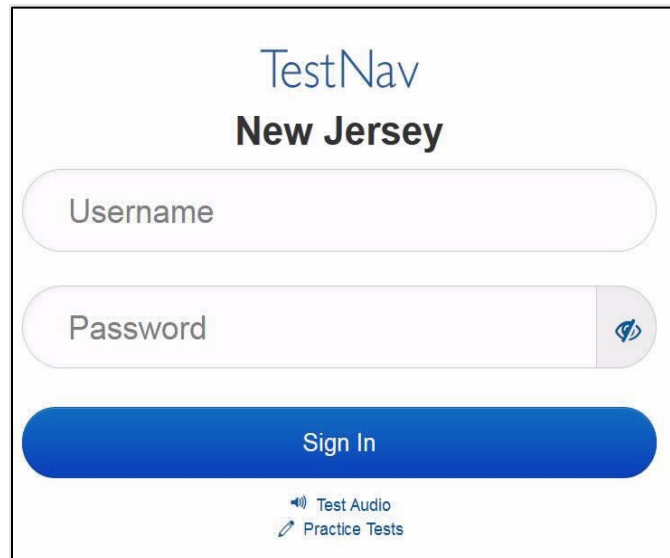 TestNav
New Jersey
Username
Password
Sign In
Test Audio
Practice Tests